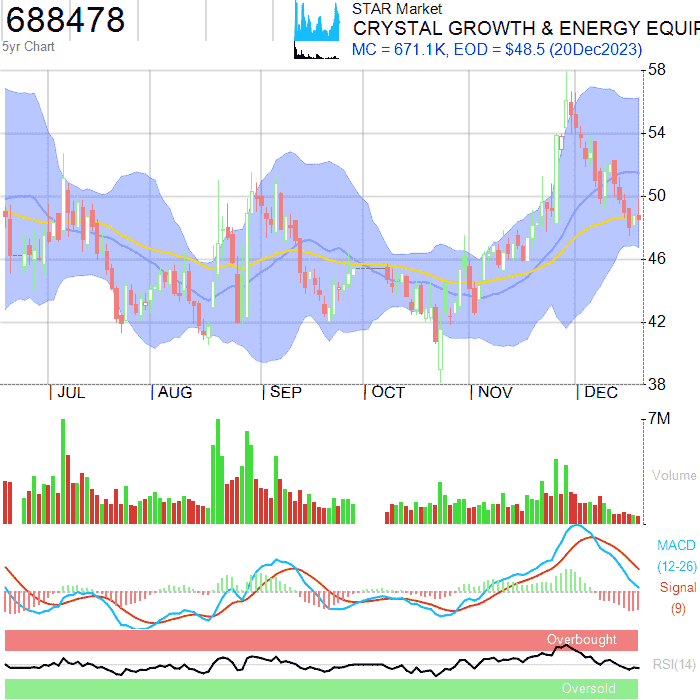 688478
5yr Chart
STAR Market
CRYSTAL GROWTH & ENERGY EQUIP
MC = 671.1K, EOD = $48.5 (20Dec2023)
58
54
50
46
42
38
JUL
AUG
SEP
OCT
NOV
DEC
7M
Volume
MACD
(12-26)
Signal
(9)
Overbought
RSI(14)
Oversold